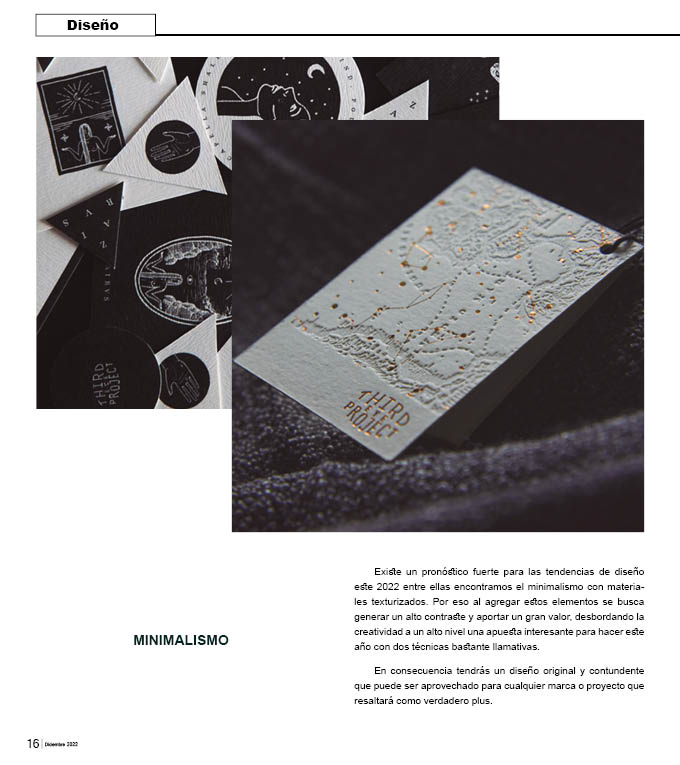 Diseño
THIRD
EYE
PROJECT
THIRD
EYE
PROJECT
MINIMALISMO
Existe un pronóstico fuerte para las tendencias de diseño
este 2022 entre ellas encontramos el minimalismo con materia-
les texturizados. Por eso al agregar estos elementos se busca
generar un alto contraste y aportar un gran valor, desbordando la
creatividad a un alto nivel una apuesta interesante para hacer este
año con dos técnicas bastante llamativas.
En consecuencia tendrás un diseño original y contundente
que puede ser aprovechado para cualquier marca o proyecto que
resaltará como verdadero plus.
16 Diciembre 2022